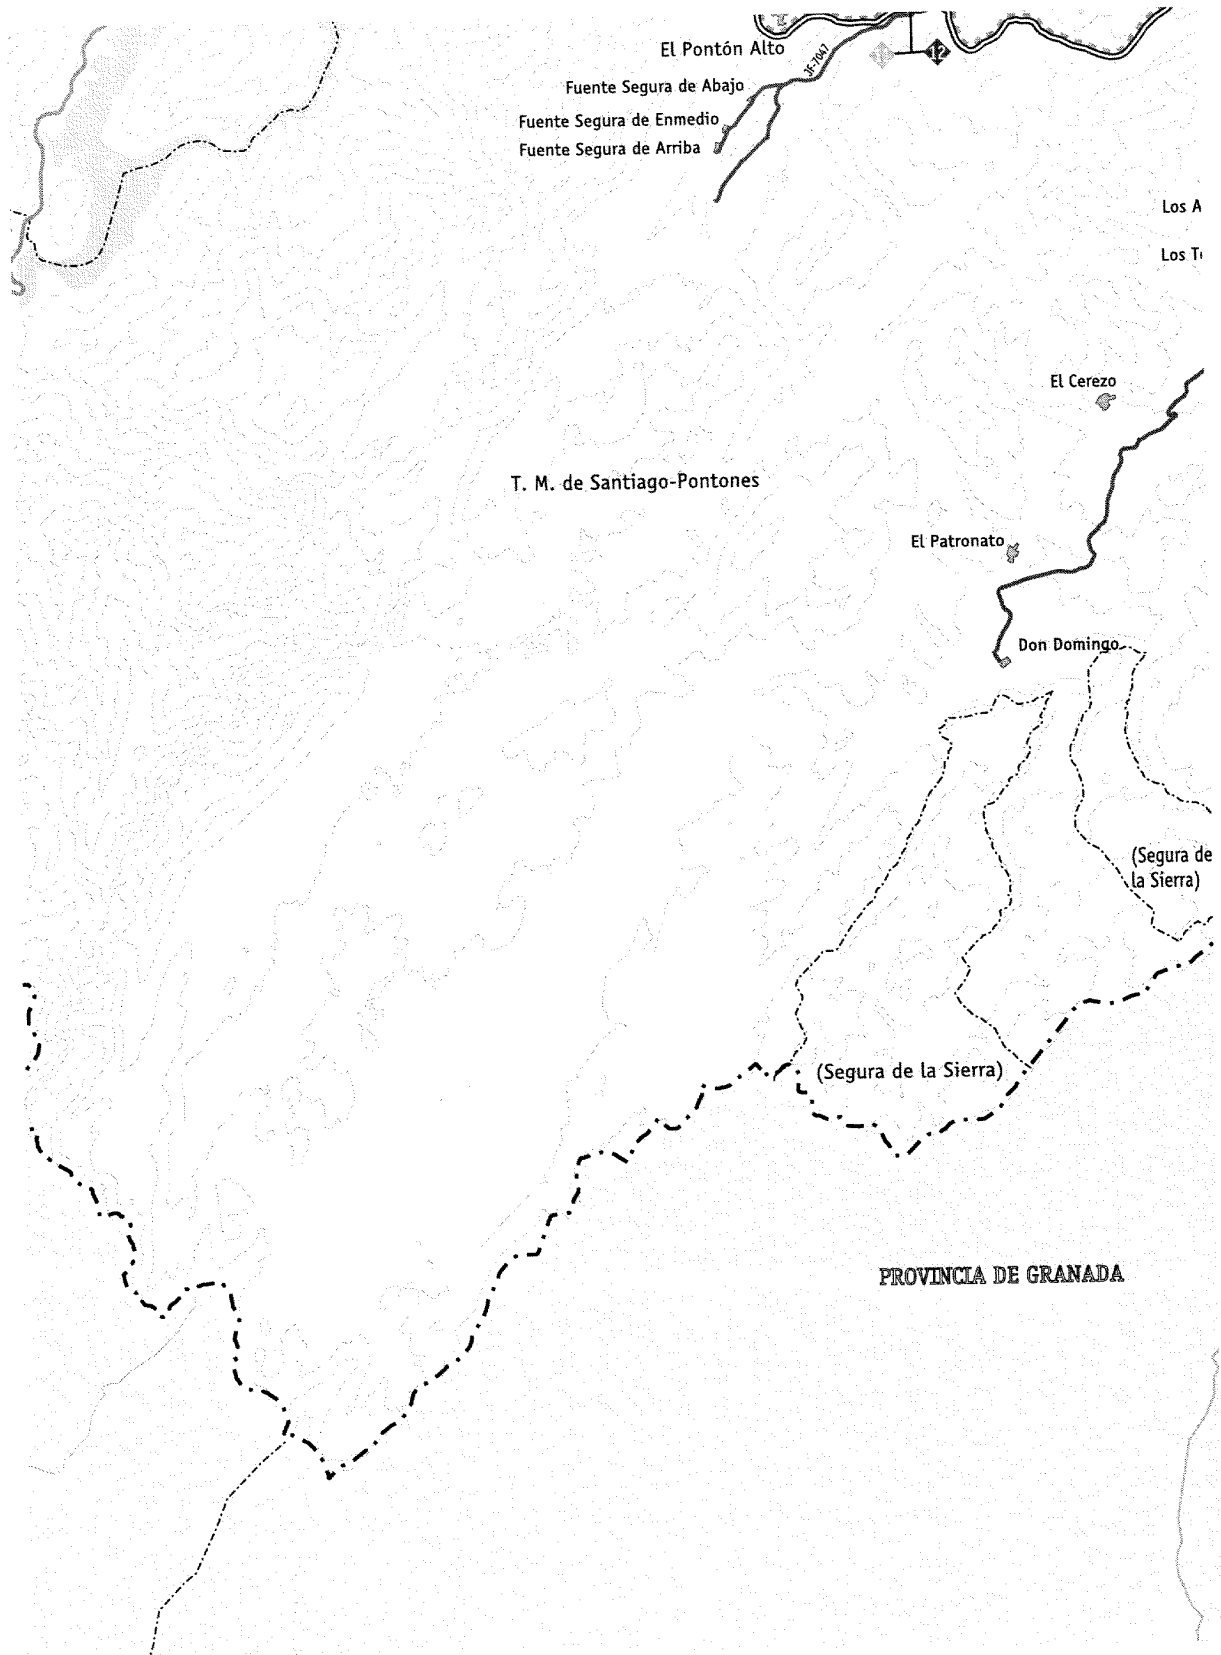 El Pontón Alto
JF-7047
12
Fuente Segura de Abajo
Fuente Segura de Enmedio
Fuente Segura de Arriba
Los A
Los T
El Cerezo
T. M. de Santiago-Pontones
El Patronato
Don Domingo
(Segura de
la Sierra)
(Segura de la Sierra)
PROVINCIA DE GRANADA